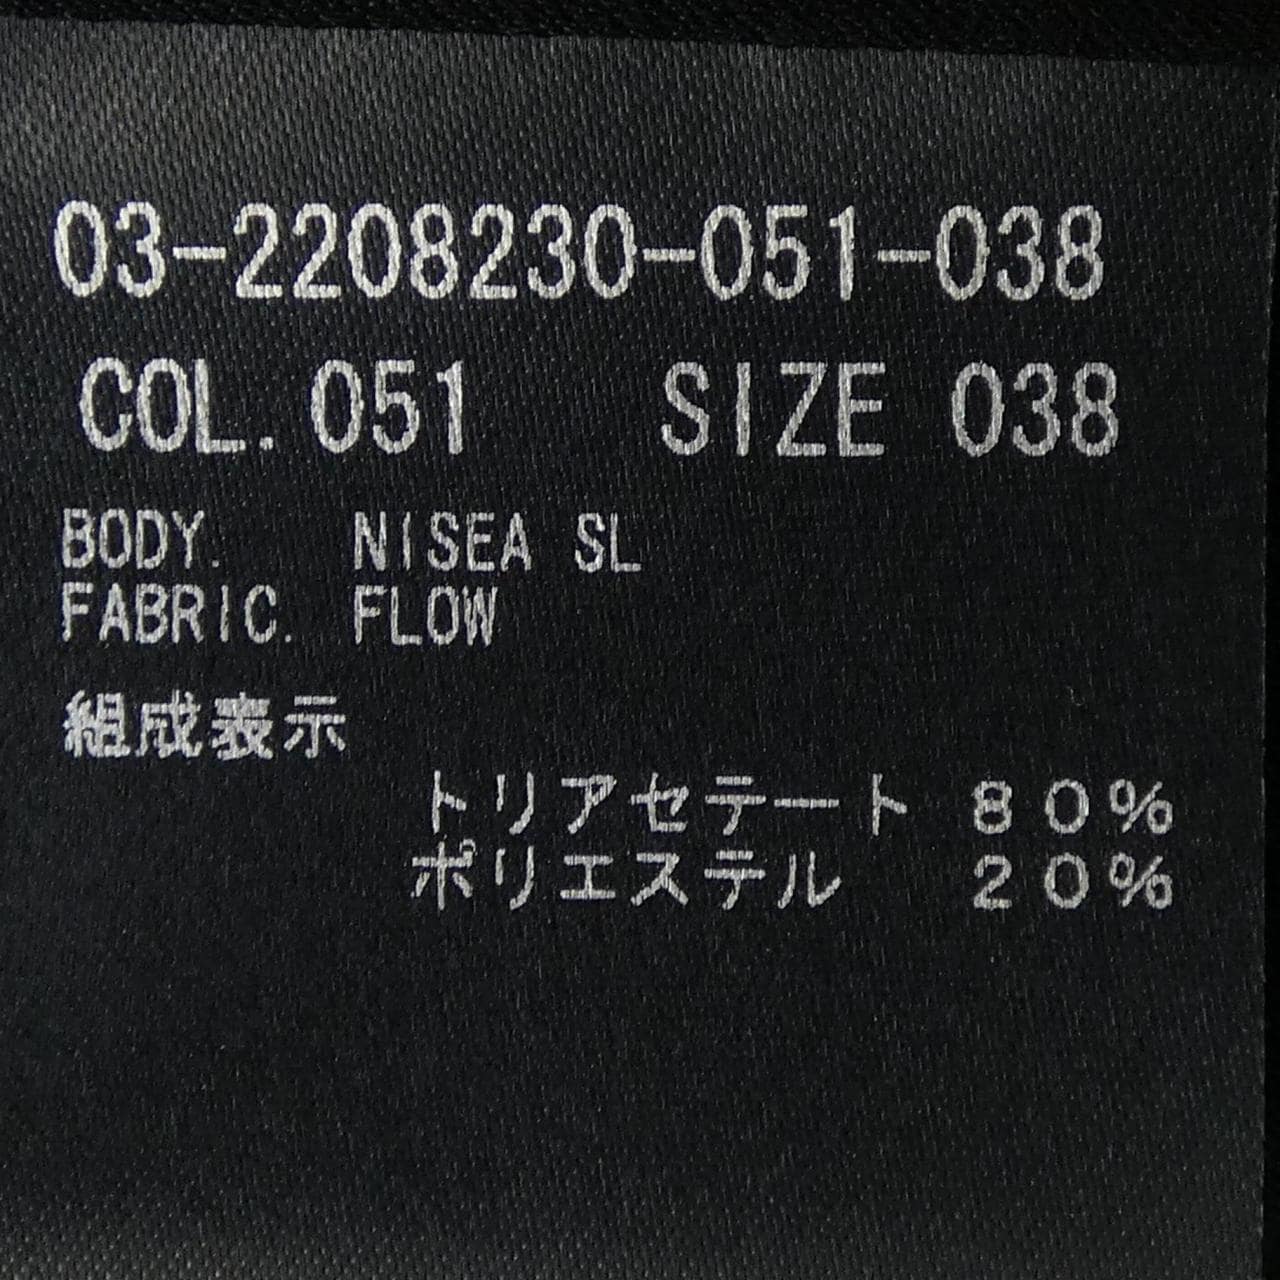 03-2208230-051-038
COL. 051 SIZE 038
BODY. NISEA SL
FABRIC. FLOW
組成表示
トリアセテート 80%
ポリエステル 20%